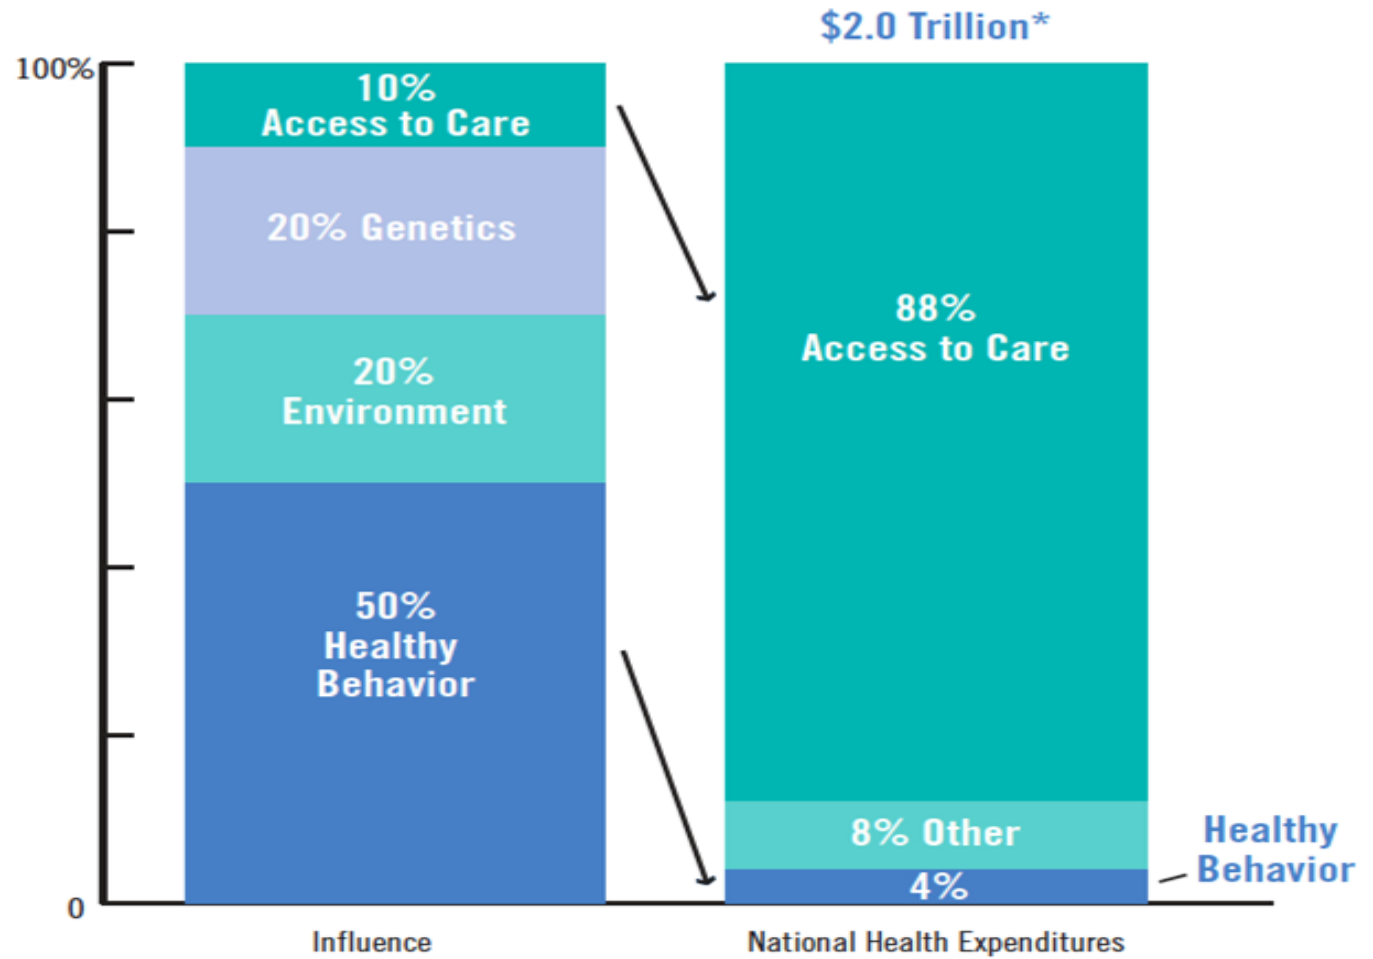 $2.0 Trillion*
100%
10%
Access to Care
20% Genetics
20%
Environment
50%
Healthy
Behavior
88%
Access to Care
8% Other
4%
Healthy
Behavior
0
Influence
National Health Expenditures